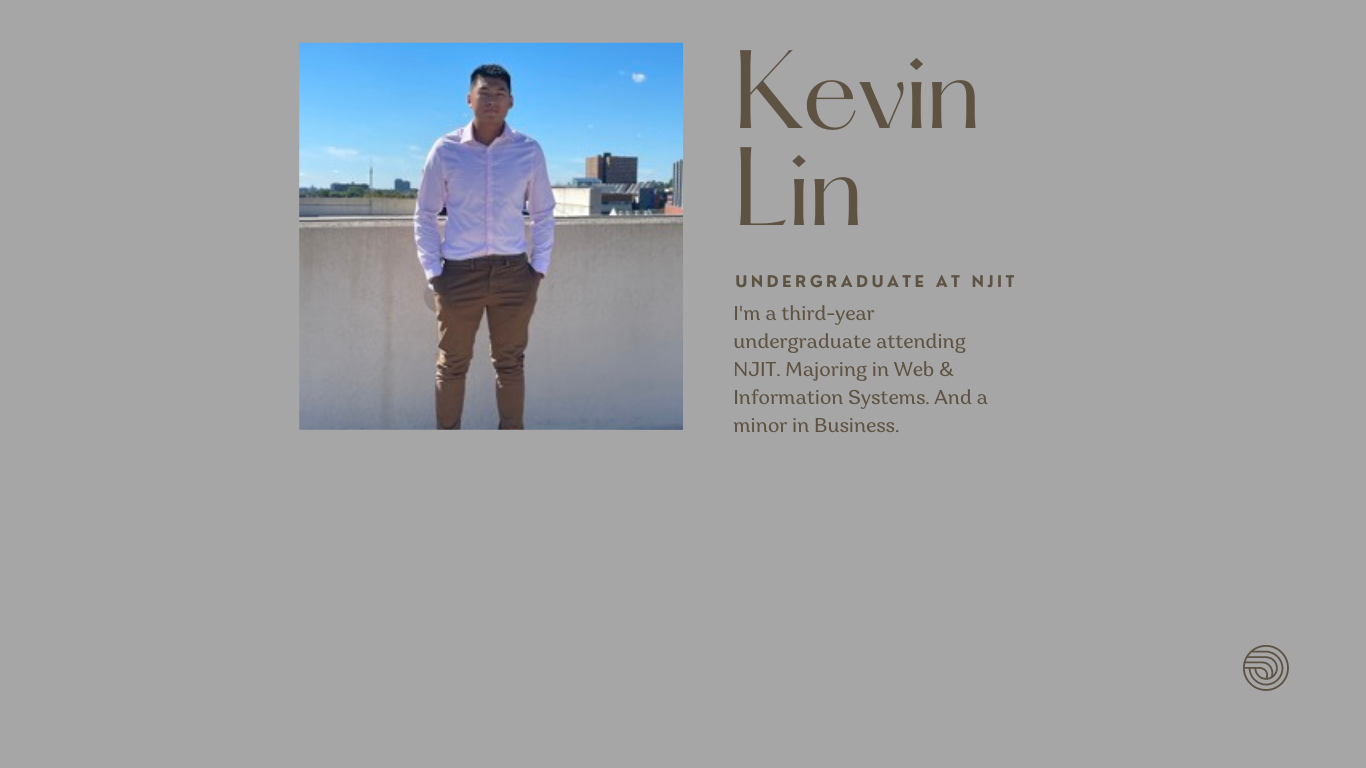 Kevin
Lin
UNDERGRADUATE AT NJIT
I'm a third-year
undergraduate attending
NJIT. Majoring in Web &
Information Systems. And a
minor in Business.